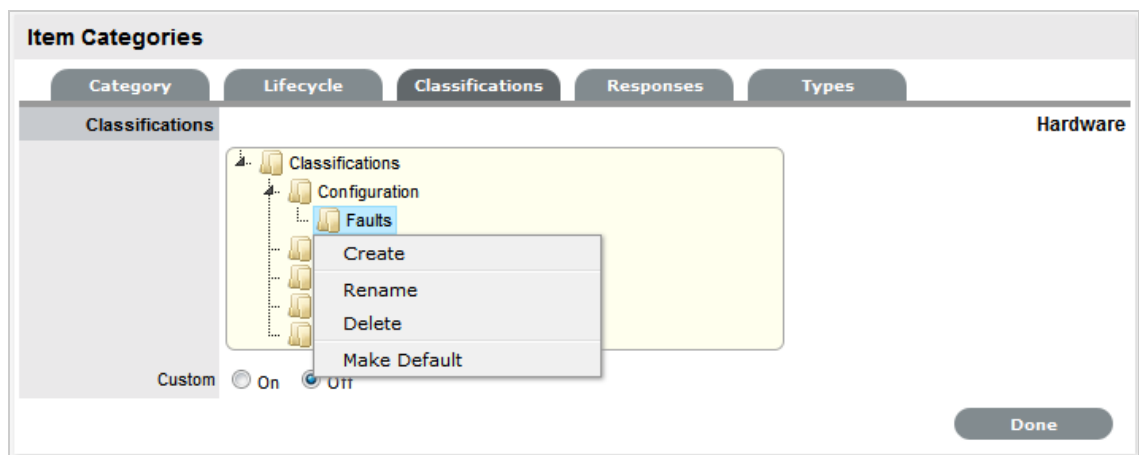 Item Categories
Category Lifecycle Classifications Responses Types
Classifications Hardware
Classifications
Configuration
Faults
Create
Rename
Delete
Make Default
Custom On Off
Done